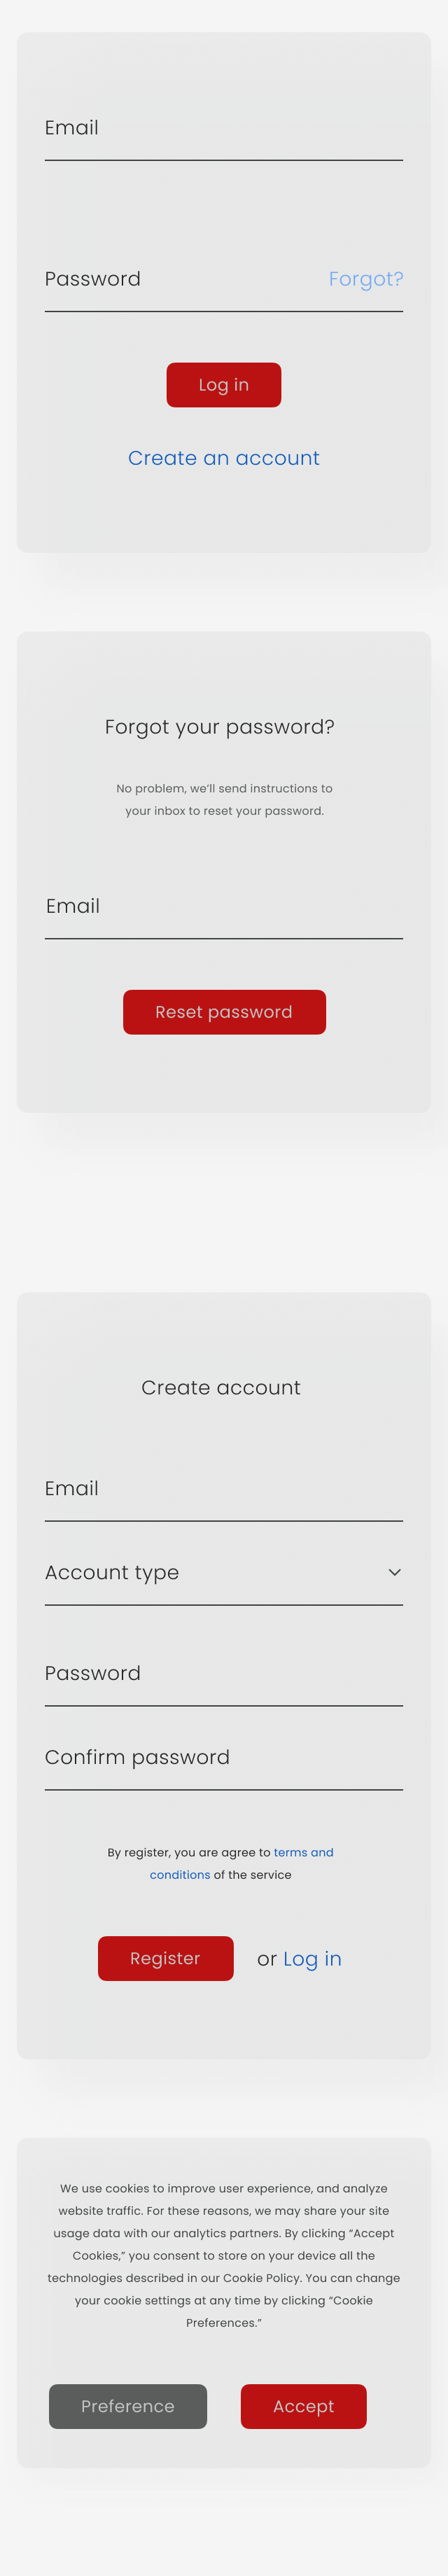 Email
Password Forgot?
Log in
Create an account
Forgot your password?
No problem, we’ll send instructions to
your inbox to reset your password.
Email
Reset password
Create account
Email
Account type
Password
Confirm password
By register, you are agree to terms and
conditions of the service
Register or Log in
We use cookies to improve user experience, and analyze
website traffic. For these reasons, we may share your site
usage data with our analytics partners. By clicking “Accept
Cookies,” you consent to store on your device all the
technologies described in our Cookie Policy. You can change
your cookie settings at any time by clicking “Cookie
Preferences.”
Preference Accept